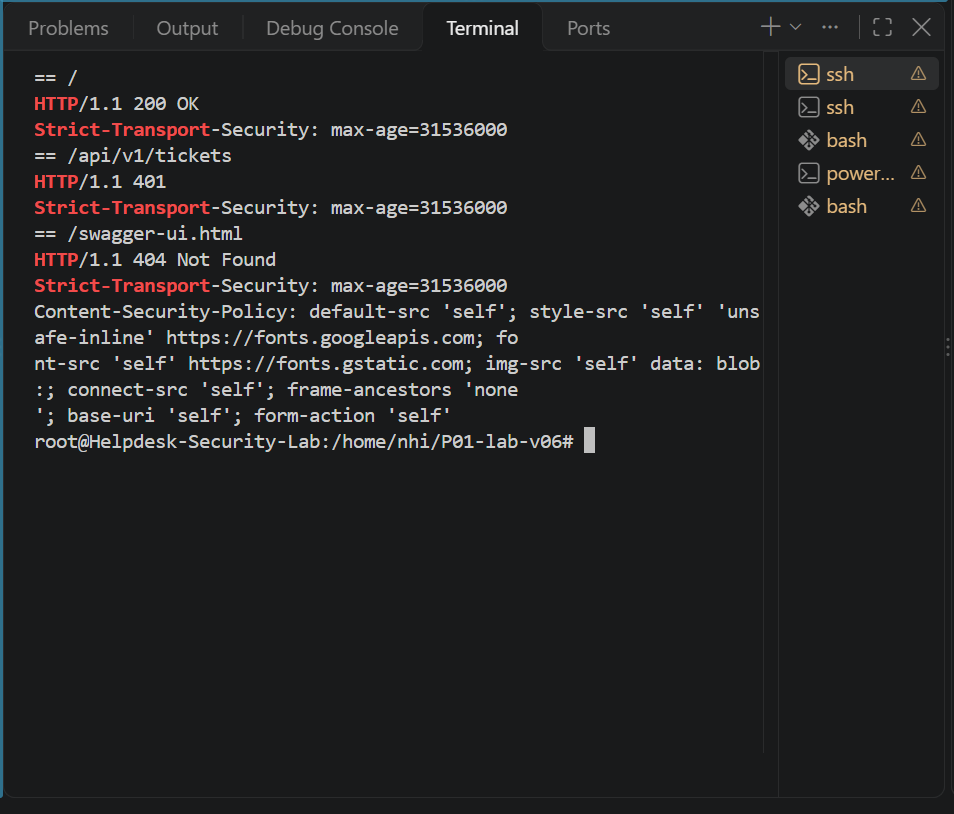 Problems
Output
Debug Console
Terminal
Ports
== /
HTTP/1.1 200 OK
Strict-Transport-Security: max-age=31536000
== /api/v1/tickets
HTTP/1.1 401
Strict-Transport-Security: max-age=31536000
== /swagger-ui.html
HTTP/1.1 404 Not Found
Strict-Transport-Security: max-age=31536000
Content-Security-Policy: default-src 'self'; style-src 'self' 'uns
afe-inline' https://fonts.googleapis.com; fo
nt-src 'self' https://fonts.gstatic.com; img-src 'self' data: blob
:; connect-src 'self'; frame-ancestors 'none
'; base-uri 'self'; form-action 'self'
root@Helpdesk-Security-Lab:/home/nhi/P01-lab-v06#
ssh
ssh
bash
power...
bash